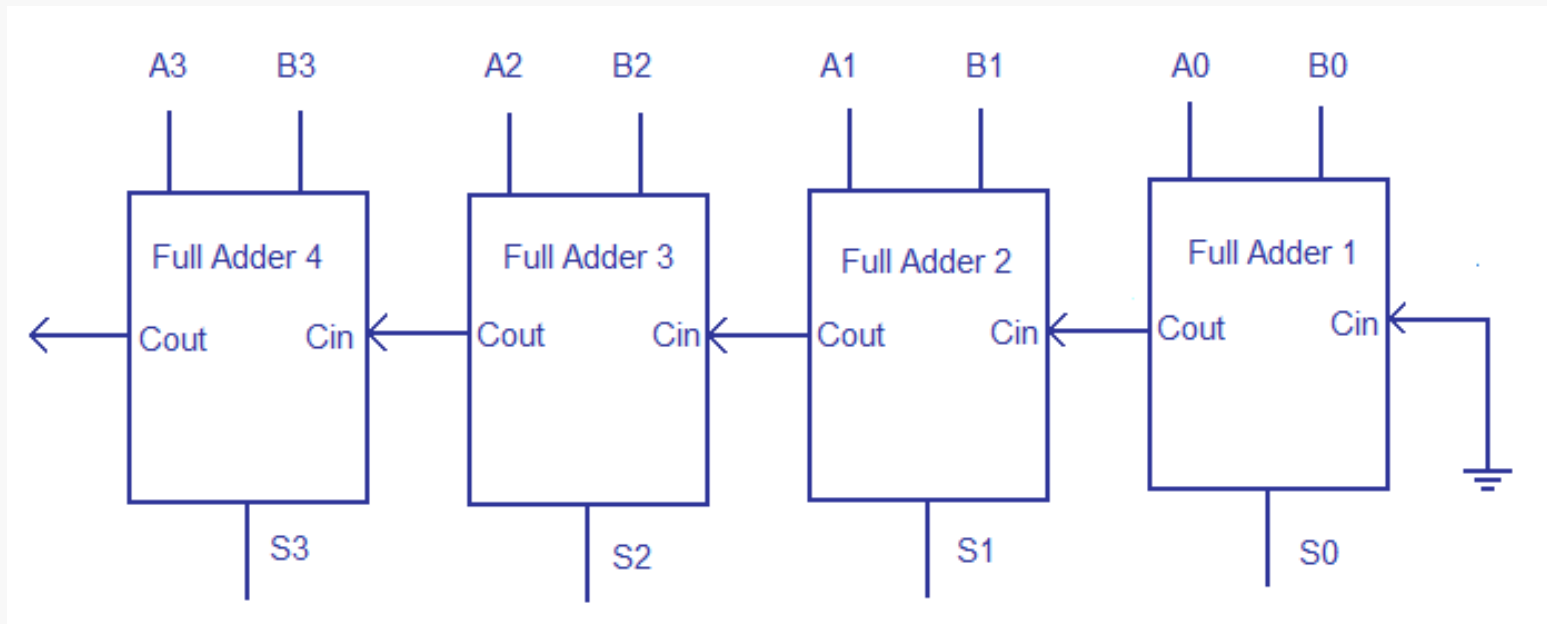 A3 B3 A2 B2 A1 B1 A0 B0
Full Adder 4 Full Adder 3 Full Adder 2 Full Adder 1
Cout Cin Cout Cin Cout Cin Cout Cin
S3 S2 S1 S0